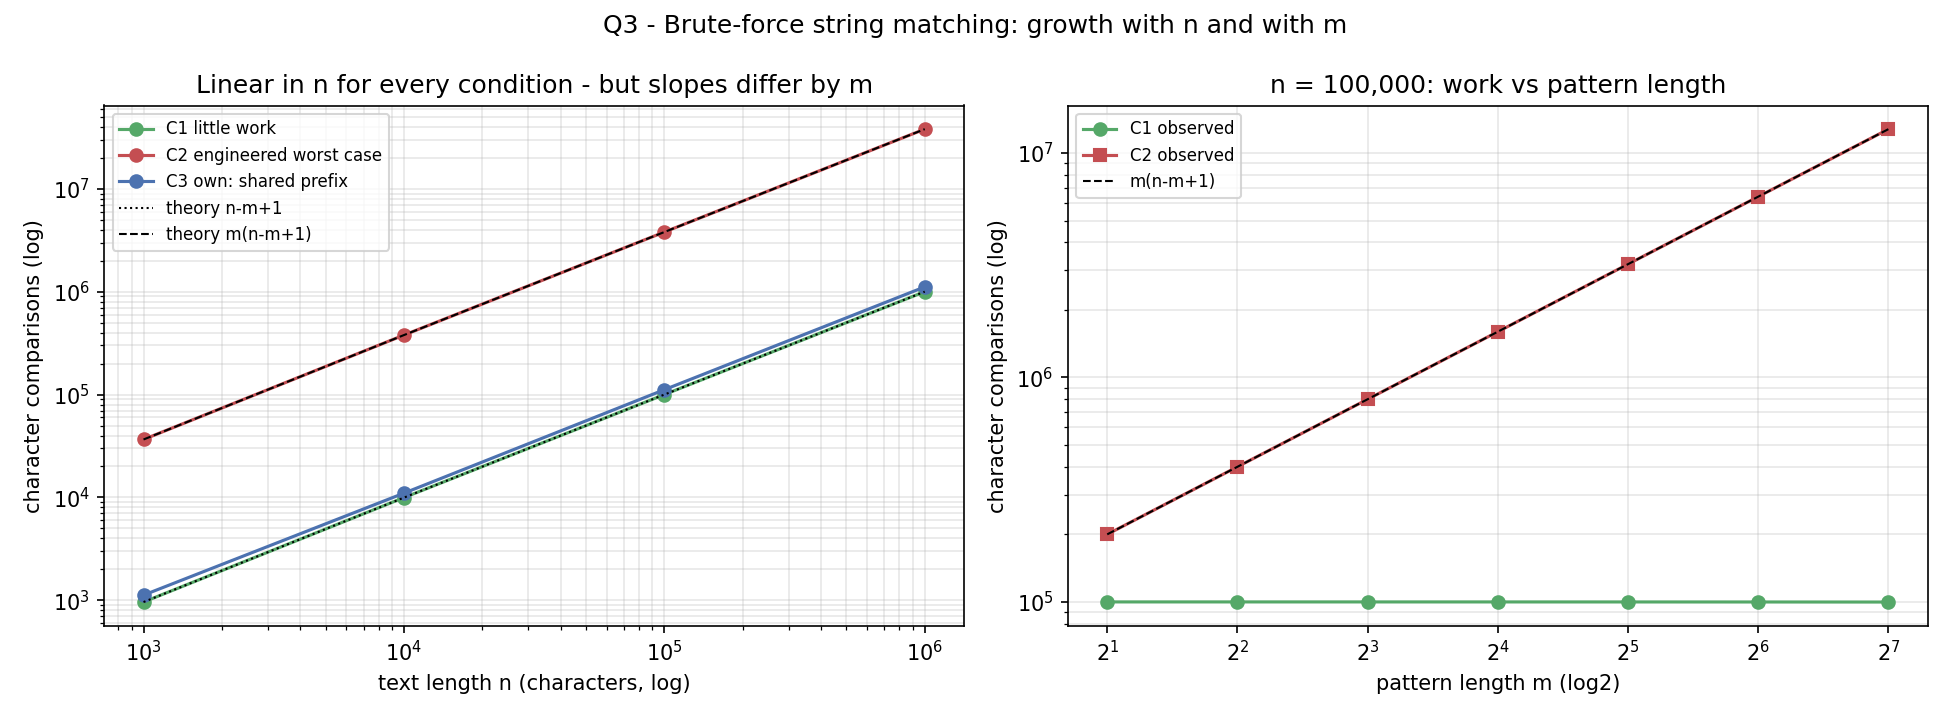 Q3 - Brute-force string matching: growth with n and with m
Linear in n for every condition - but slopes differ by m
C1 little work
C2 engineered worst case
C3 own: shared prefix
theory n-m+1
theory m(n-m+1)
character comparisons (log)
10^7
10^6
10^5
10^4
10^3
10^3 10^4 10^5 10^6
text length n (characters, log)
n = 100,000: work vs pattern length
C1 observed
C2 observed
m(n-m+1)
character comparisons (log)
10^7
10^6
10^5
2^1 2^2 2^3 2^4 2^5 2^6 2^7
pattern length m (log2)